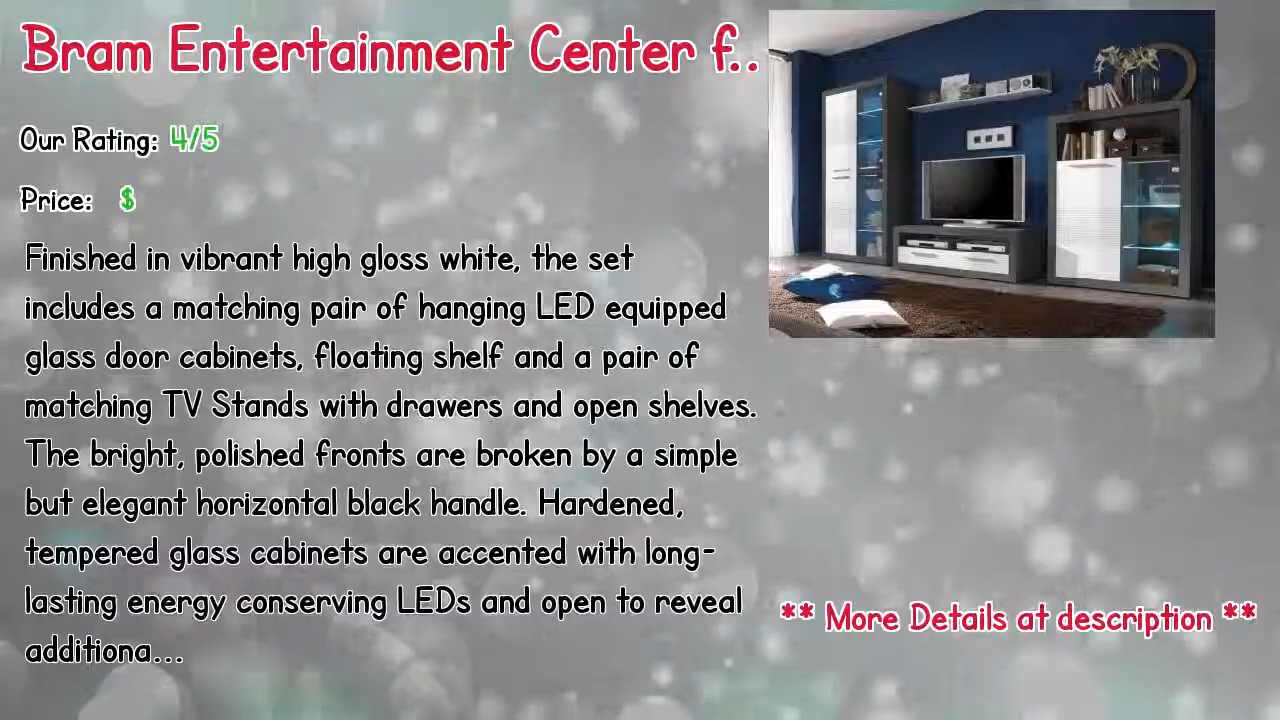 Bram Entertainment Center f..
Our Rating: 4/5
Price: $
Finished in vibrant high gloss white, the set
includes a matching pair of hanging LED equipped
glass door cabinets, floating shelf and a pair of
matching TV Stands with drawers and open shelves.
The bright, polished fronts are broken by a simple
but elegant horizontal black handle. Hardened,
tempered glass cabinets are accented with long-
lasting energy conserving LEDs and open to reveal
additiona...
** More Details at description **